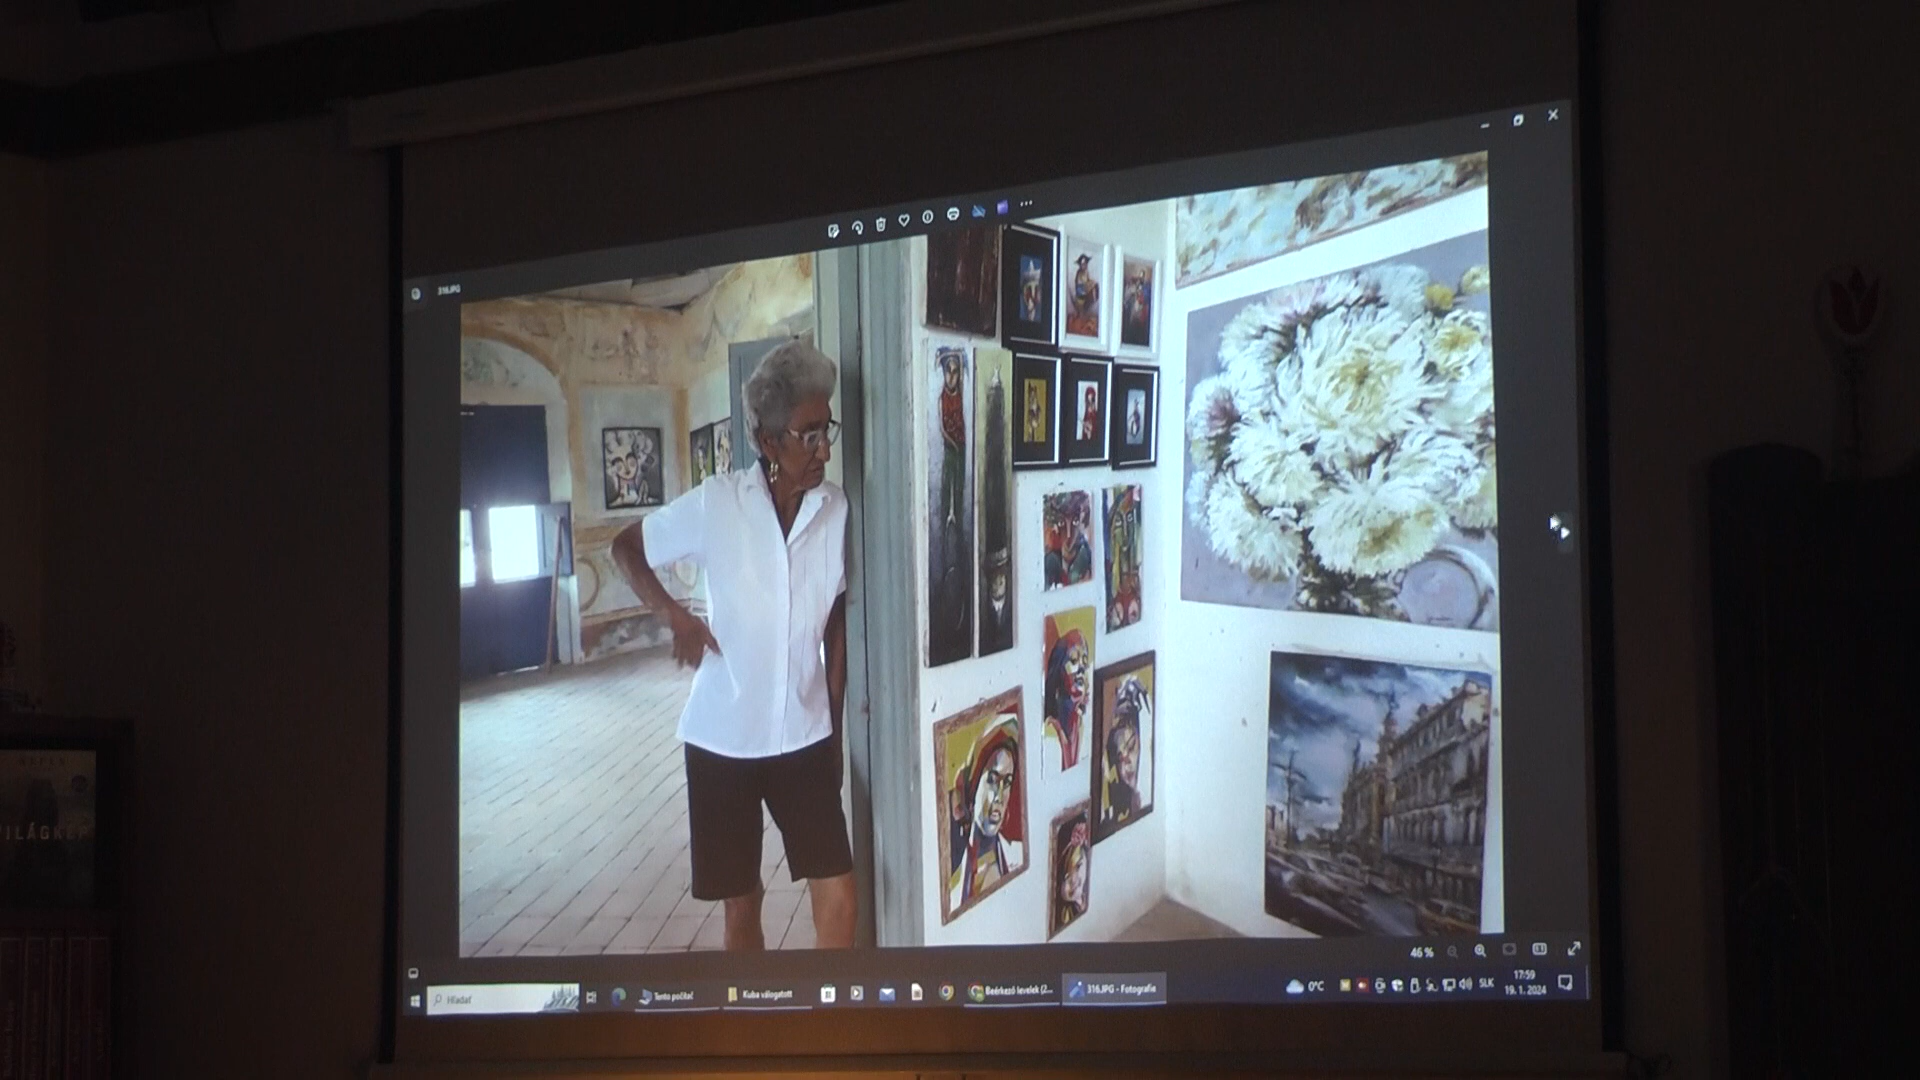 316.JPG
VILÁGKÉP
46 %
Hľadať
Tento počítač
Kuba válogatott
Beérkező levelek (2...
316.JPG - Fotografie
0°C
SLK
17:59
19. 1. 2024